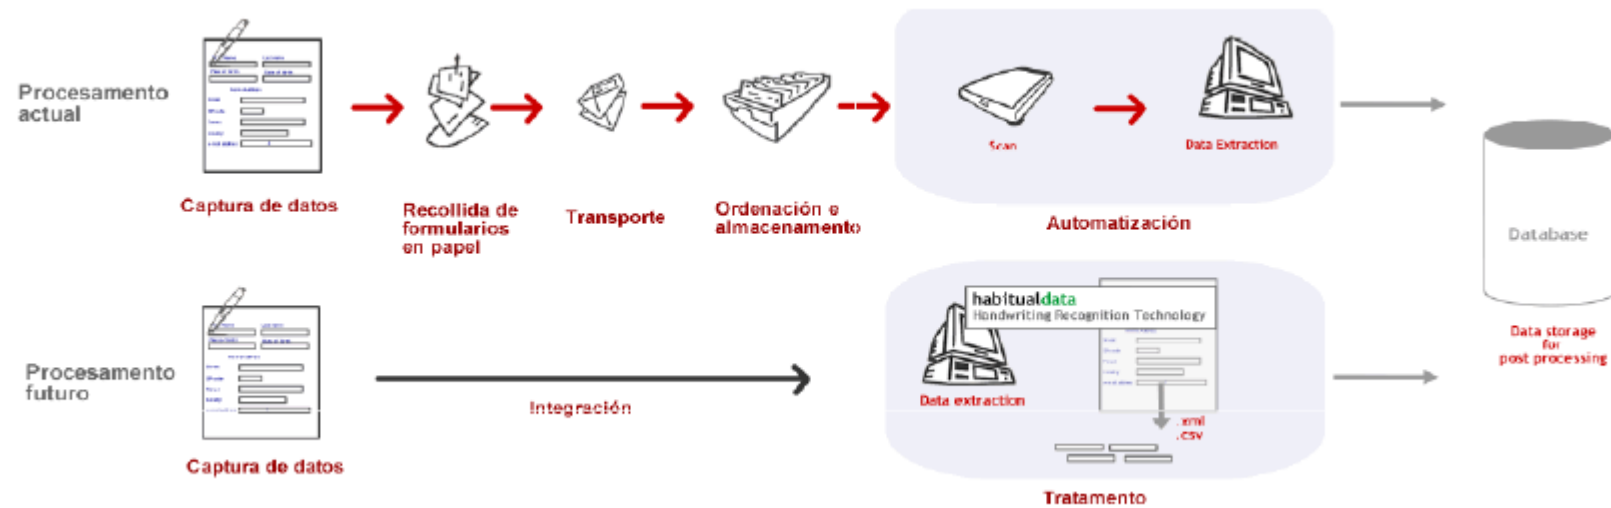 Procesamento
actual
Captura de datos
Recollida de
formularios
en papel
Transporte
Ordenación e
almacenamento
Scan
Data Extraction
Automatización
Database
Data storage
for
post processing
Procesamento
futuro
Captura de datos
Integración
habitualdata
Handwriting Recognition Technology
Data extraction
.xml
.csv
Tratamento